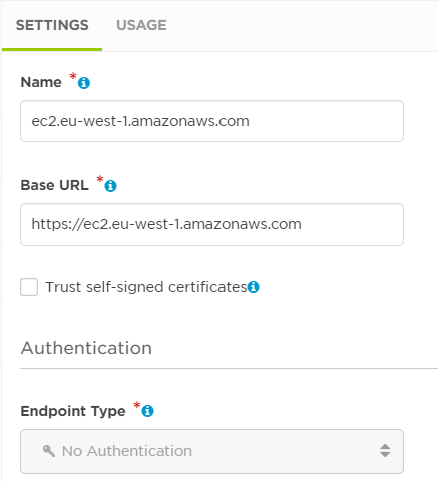 SETTINGS USAGE
Name *
ec2.eu-west-1.amazonaws.com
Base URL *
https://ec2.eu-west-1.amazonaws.com
Trust self-signed certificates
Authentication
Endpoint Type *
No Authentication